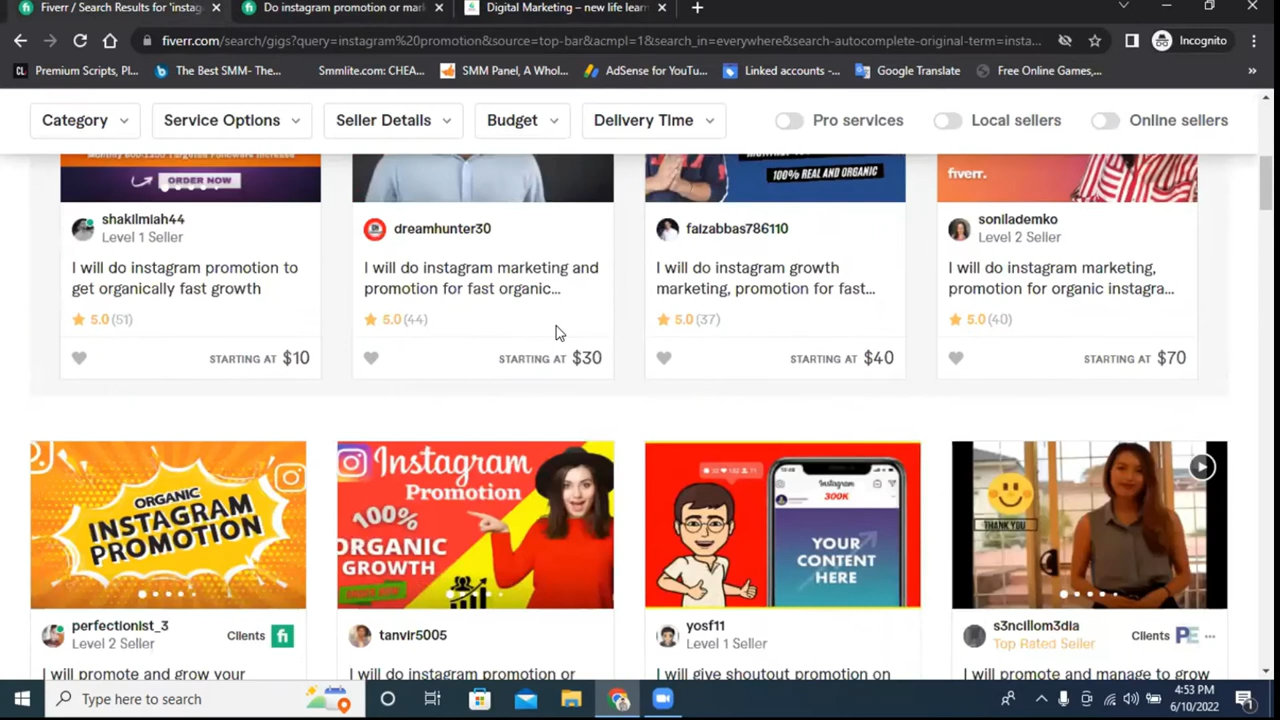 Fiverr / Search Results for 'instag
Do instagram promotion or mark
Digital Marketing – new life lear
fiverr.com/search/gigs?query=instagram%20promotion&source=top-bar&acmpl=1&search_in=everywhere&search-autocomplete-original-term=insta...
Incognito
CL Premium Scripts, Pl...
The Best SMM- The...
Smmlite.com: CHEA...
SMM Panel, A Whol...
AdSense for YouTu...
Linked accounts -...
Google Translate
Free Online Games,...
Category
Service Options
Seller Details
Budget
Delivery Time
Pro services
Local sellers
Online sellers
ORDER NOW
100% REAL AND ORGANIC
fiverr.
shakilmiah44
Level 1 Seller
I will do instagram promotion to
get organically fast growth
5.0 (51)
STARTING AT $10
dreamhunter30
I will do instagram marketing and
promotion for fast organic...
5.0 (44)
STARTING AT $30
faizabbas786110
I will do instagram growth
marketing, promotion for fast...
5.0 (37)
STARTING AT $40
sonilademko
Level 2 Seller
I will do instagram marketing,
promotion for organic instagra...
5.0 (40)
STARTING AT $70
ORGANIC
INSTAGRAM
PROMOTION
perfectionist_3
Level 2 Seller
Clients fi
I will promote and grow your
Instagram
Promotion
100%
ORGANIC
GROWTH
tanvir5005
I will do instagram promotion or
Instagram
300K
YOUR
CONTENT
HERE
yosf11
Level 1 Seller
I will give shoutout promotion on
THANK YOU
s3ncillom3dia
Top Rated Seller
Clients PE
I will promote and manage to grow
Type here to search
4:53 PM
6/10/2022
1